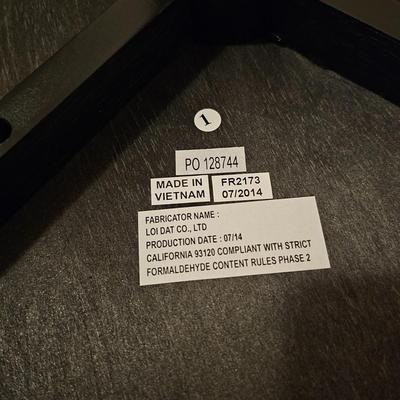 1
PO 128744
MADE IN
VIETNAM
FR2173
07/2014
FABRICATOR NAME :
LOI DAT CO., LTD
PRODUCTION DATE : 07/14
CALIFORNIA 93120 COMPLIANT WITH STRICT
FORMALDEHYDE CONTENT RULES PHASE 2